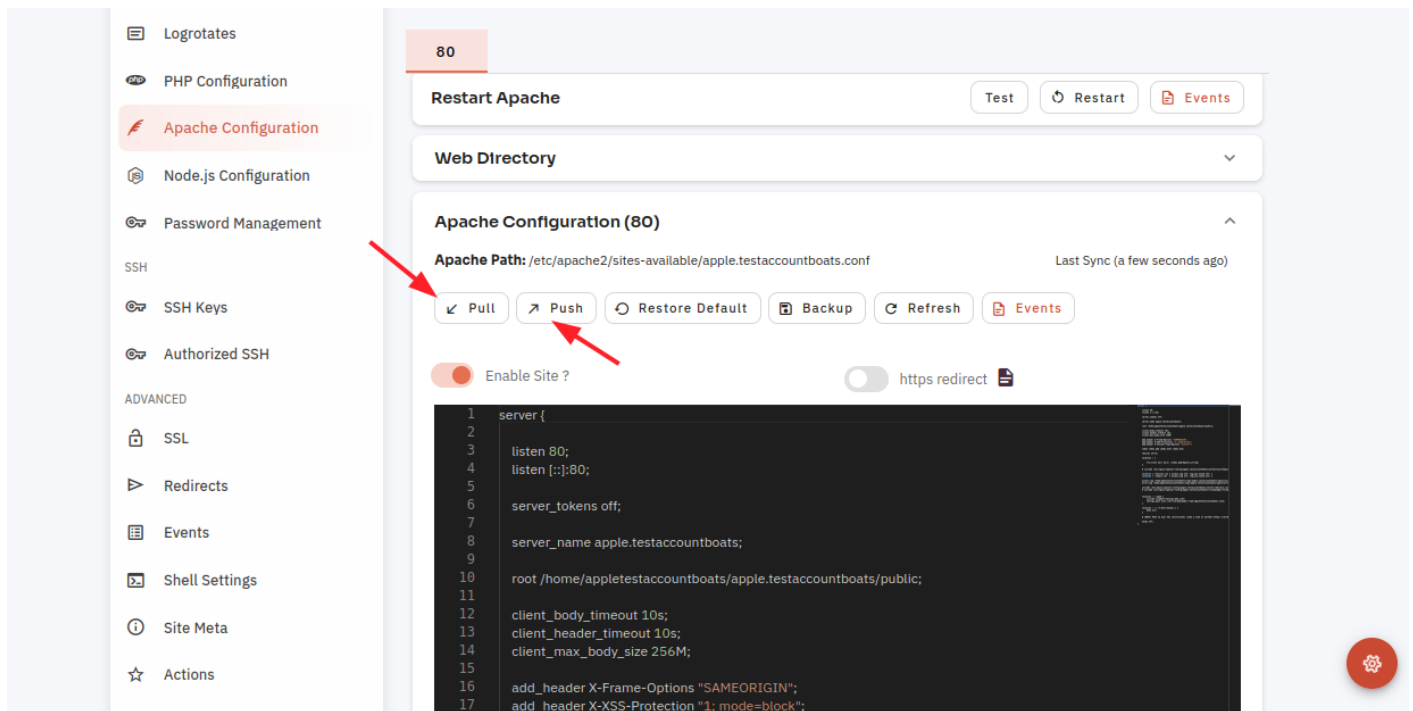 Logrotates
PHP Configuration
Apache Configuration
Node.js Configuration
Password Management
SSH
SSH Keys
Authorized SSH
ADVANCED
SSL
Redirects
Events
Shell Settings
Site Meta
Actions
80
Restart Apache
Test
Restart
Events
Web Directory
Apache Configuration (80)
Apache Path: /etc/apache2/sites-available/apple.testaccountboats.conf
Last Sync (a few seconds ago)
Pull
Push
Restore Default
Backup
Refresh
Events
Enable Site ?
https redirect
1 server {
2
3 listen 80;
4 listen [::]:80;
5
6 server_tokens off;
7
8 server_name apple.testaccountboats;
9
10 root /home/appletestaccountboats/apple.testaccountboats/public;
11
12 client_body_timeout 10s;
13 client_header_timeout 10s;
14 client_max_body_size 256M;
15
16 add_header X-Frame-Options "SAMEORIGIN";
17 add_header X-XSS-Protection "1; mode=block";